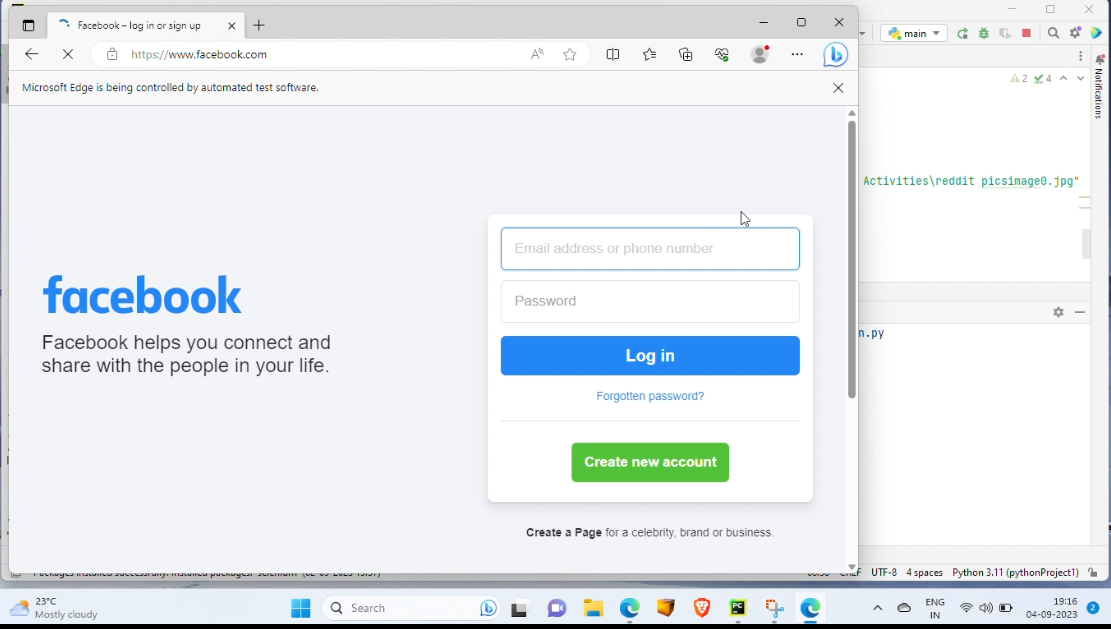 Facebook – log in or sign up
main
https://www.facebook.com
Microsoft Edge is being controlled by automated test software.
2 4
Notifications
Activities\reddit picsimage0.jpg"
Email address or phone number
facebook
Password
Facebook helps you connect and
share with the people in your life.
n.py
Log in
Forgotten password?
Create new account
Create a Page for a celebrity, brand or business.
UTF-8 4 spaces Python 3.11 (pythonProject1)
23°C
Mostly cloudy
Search
PC
ENG
IN
19:16
04-09-2023
2